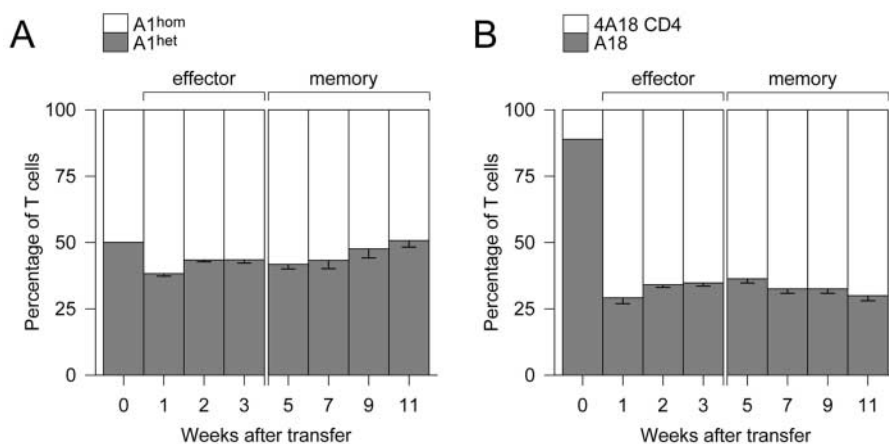 A
A1hom
A1het
effector memory
100
75
50
25
0
Percentage of T cells
0 1 2 3 5 7 9 11
Weeks after transfer
B
4A18 CD4
A18
effector memory
100
75
50
25
0
Percentage of T cells
0 1 2 3 5 7 9 11
Weeks after transfer